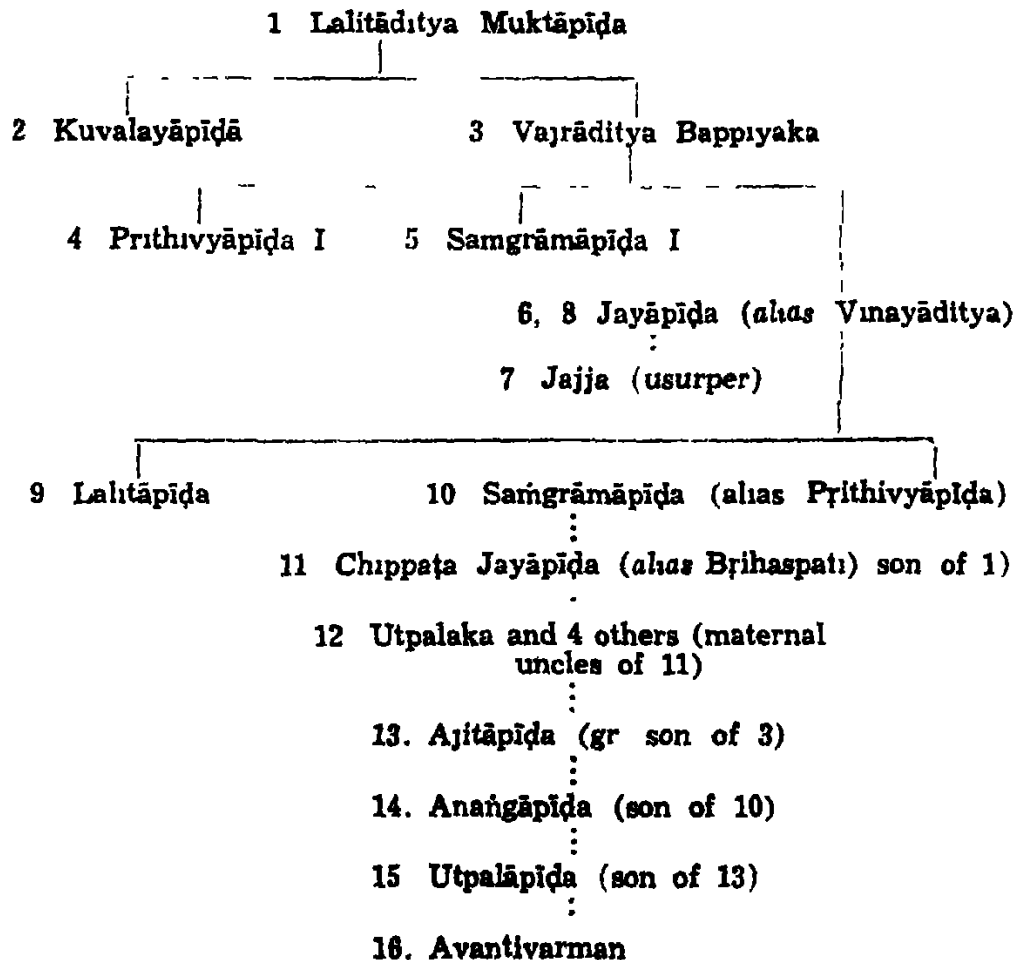 1 Lalitāditya Muktāpīḍa
2 Kuvalayāpīḍā
3 Vajrāditya Bappiyaka
4 Prithivyāpīḍa I
5 Samgrāmāpīḍa I
6, 8 Jayāpīḍa (alias Vinayāditya)
7 Jajja (usurper)
9 Lalitāpīḍa
10 Saṁgrāmāpīḍa (alias Pṛithivyāpīḍa)
11 Chippaṭa Jayāpīḍa (alias Bṛihaspati) son of 1)
12 Utpalaka and 4 others (maternal
uncles of 11)
13. Ajitāpīḍa (gr son of 3)
14. Anaṅgāpīḍa (son of 10)
15 Utpalāpīḍa (son of 13)
16. Avantivarman